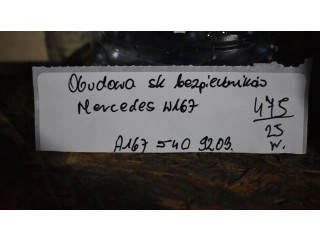 Obudowa sk bezpieczników
Mercedes W167
475
25
w.
A167 540 9209.